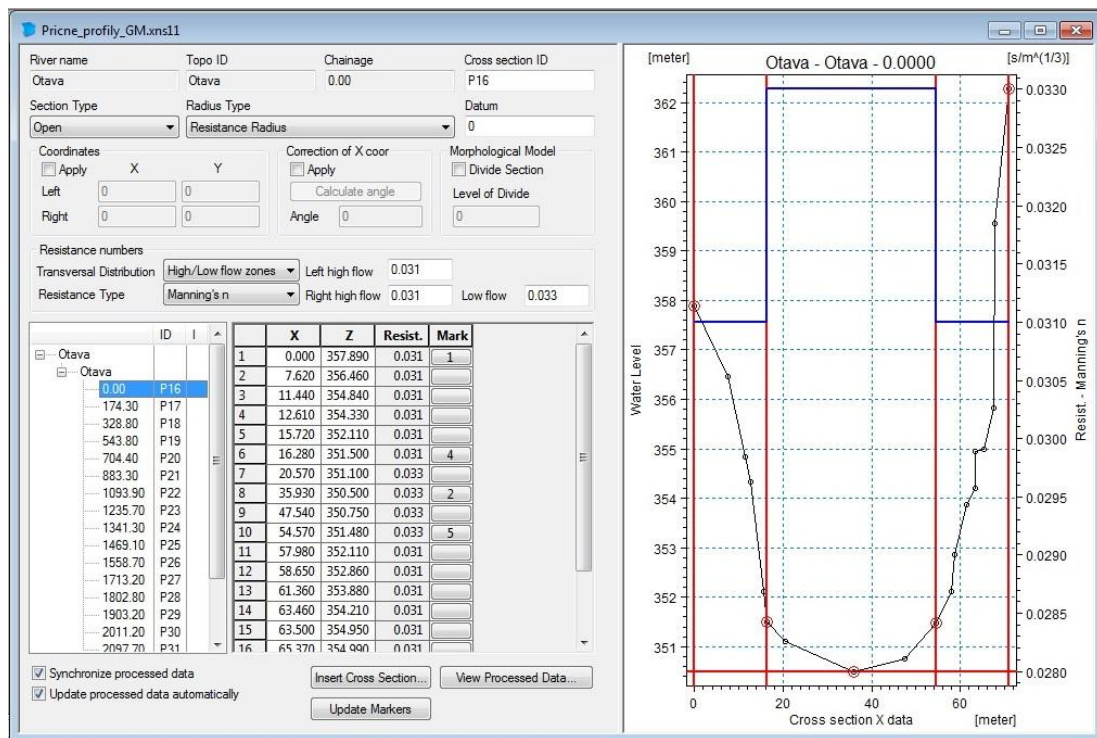 Pricne_profily_GM.xns11
River name Topo ID Chainage Cross section ID
Otava Otava 0.00 P16
Section Type Radius Type Datum
Open Resistance Radius 0
Coordinates Correction of X coor Morphological Model
Apply X Y Apply Divide Section
Left 0 0 Calculate angle Level of Divide
Right 0 0 Angle 0 0
Resistance numbers
Transversal Distribution High/Low flow zones Left high flow 0.031
Resistance Type Manning's n Right high flow 0.031 Low flow 0.033
ID I
Otava
Otava
0.00 P16
174.30 P17
328.80 P18
543.80 P19
704.40 P20
883.30 P21
1093.90 P22
1235.70 P23
1341.30 P24
1469.10 P25
1558.70 P26
1713.20 P27
1802.80 P28
1903.20 P29
2011.20 P30
2097.70 P31
X Z Resist. Mark
1 0.000 357.890 0.031 1
2 7.620 356.460 0.031
3 11.440 354.840 0.031
4 12.610 354.330 0.031
5 15.720 352.110 0.031
6 16.280 351.500 0.031 4
7 20.570 351.100 0.033
8 35.930 350.500 0.033 2
9 47.540 350.750 0.033
10 54.570 351.480 0.033 5
11 57.980 352.110 0.031
12 58.650 352.860 0.031
13 61.360 353.880 0.031
14 63.460 354.210 0.031
15 63.500 354.950 0.031
16 65.370 354.990 0.031
Synchronize processed data
Update processed data automatically
Insert Cross Section... View Processed Data...
Update Markers
[meter] Otava - Otava - 0.0000 [s/m^(1/3)]
362
361
360
359
358
357
356
355
354
353
352
351
Water Level
0.0330
0.0325
0.0320
0.0315
0.0310
0.0305
0.0300
0.0295
0.0290
0.0285
0.0280
Resist. - Manning's n
0 20 40 60
Cross section X data [meter]